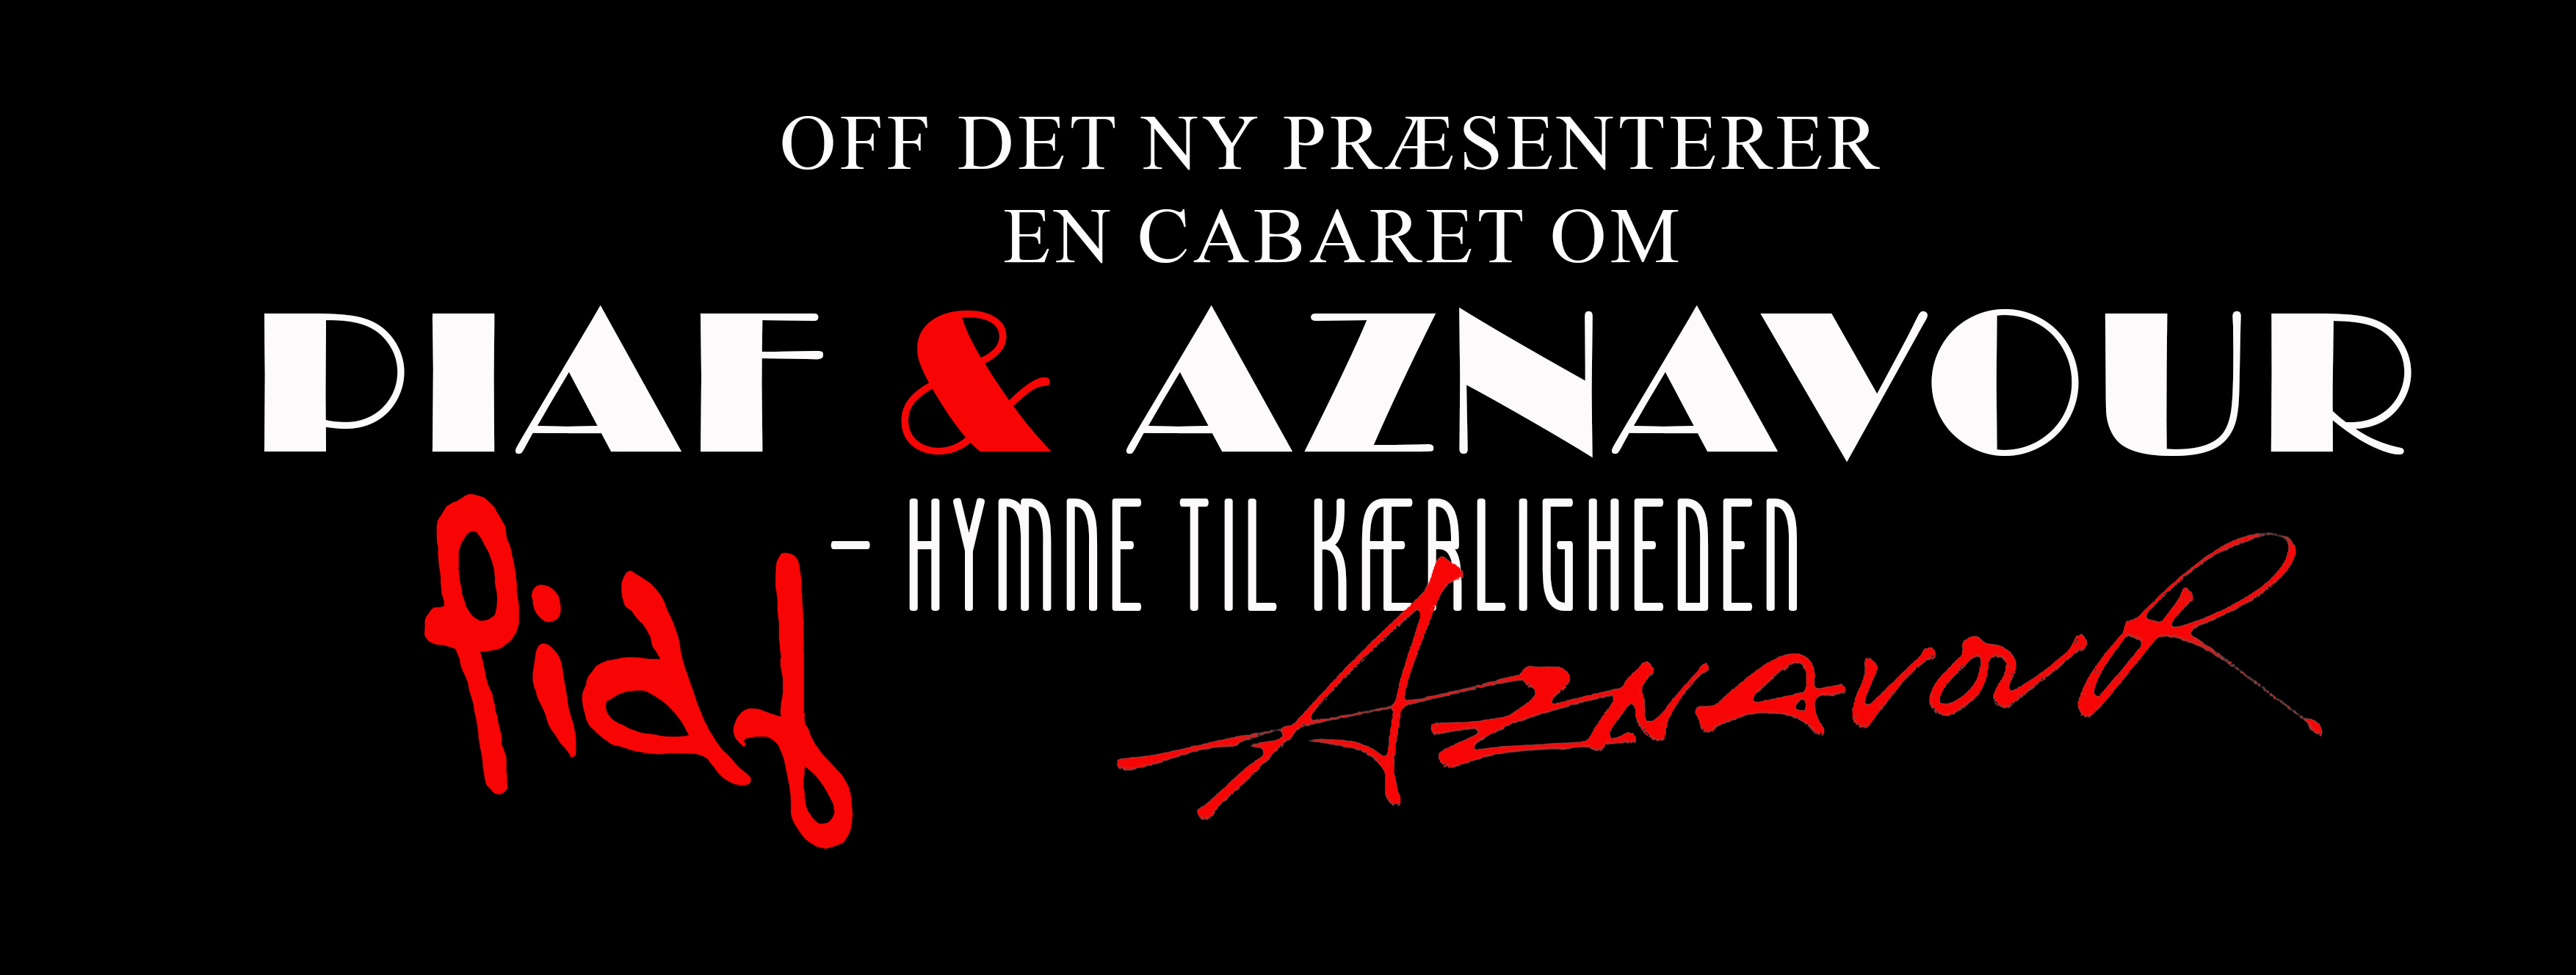 OFF DET NY PRÆSENTERER
EN CABARET OM
PIAF & AZNAVOUR
– HYMNE TIL KÆRLIGHEDEN
Piaf
AZNAVOUR